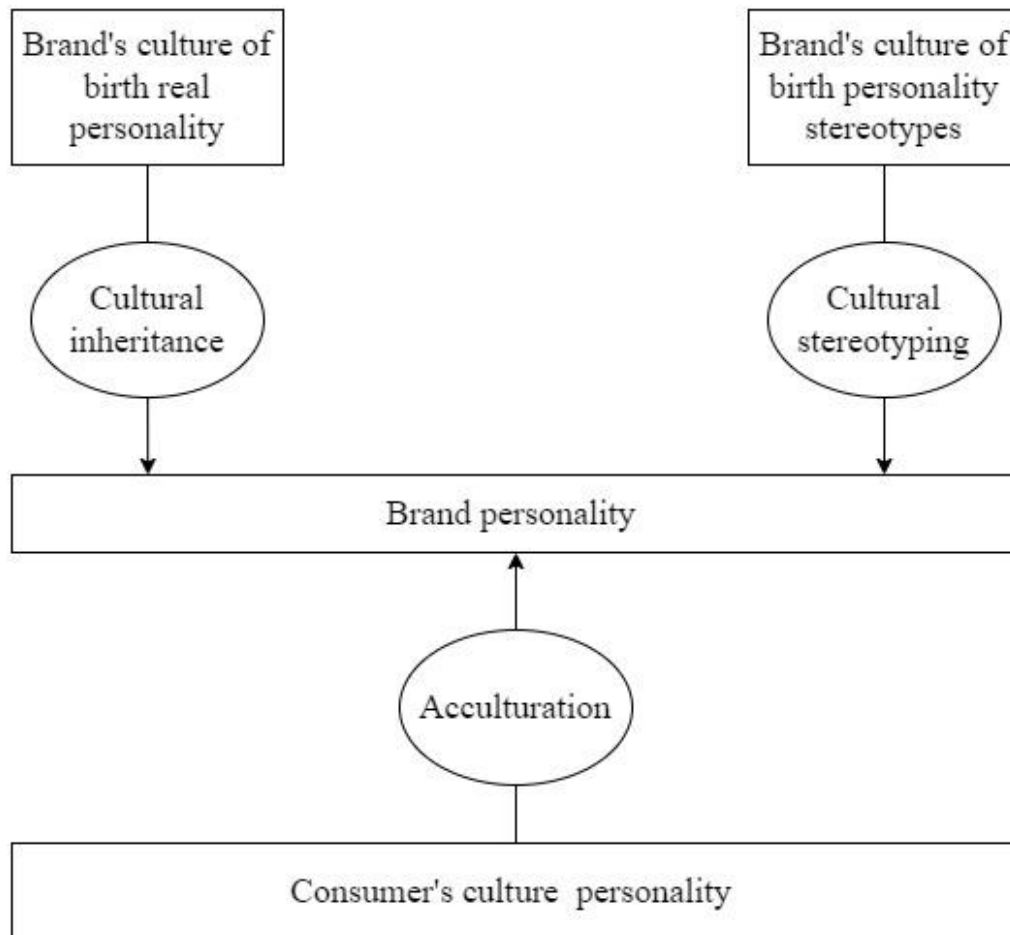 Brand's culture of
birth real
personality
Brand's culture of
birth personality
stereotypes
Cultural
inheritance
Cultural
stereotyping
Brand personality
Acculturation
Consumer's culture personality